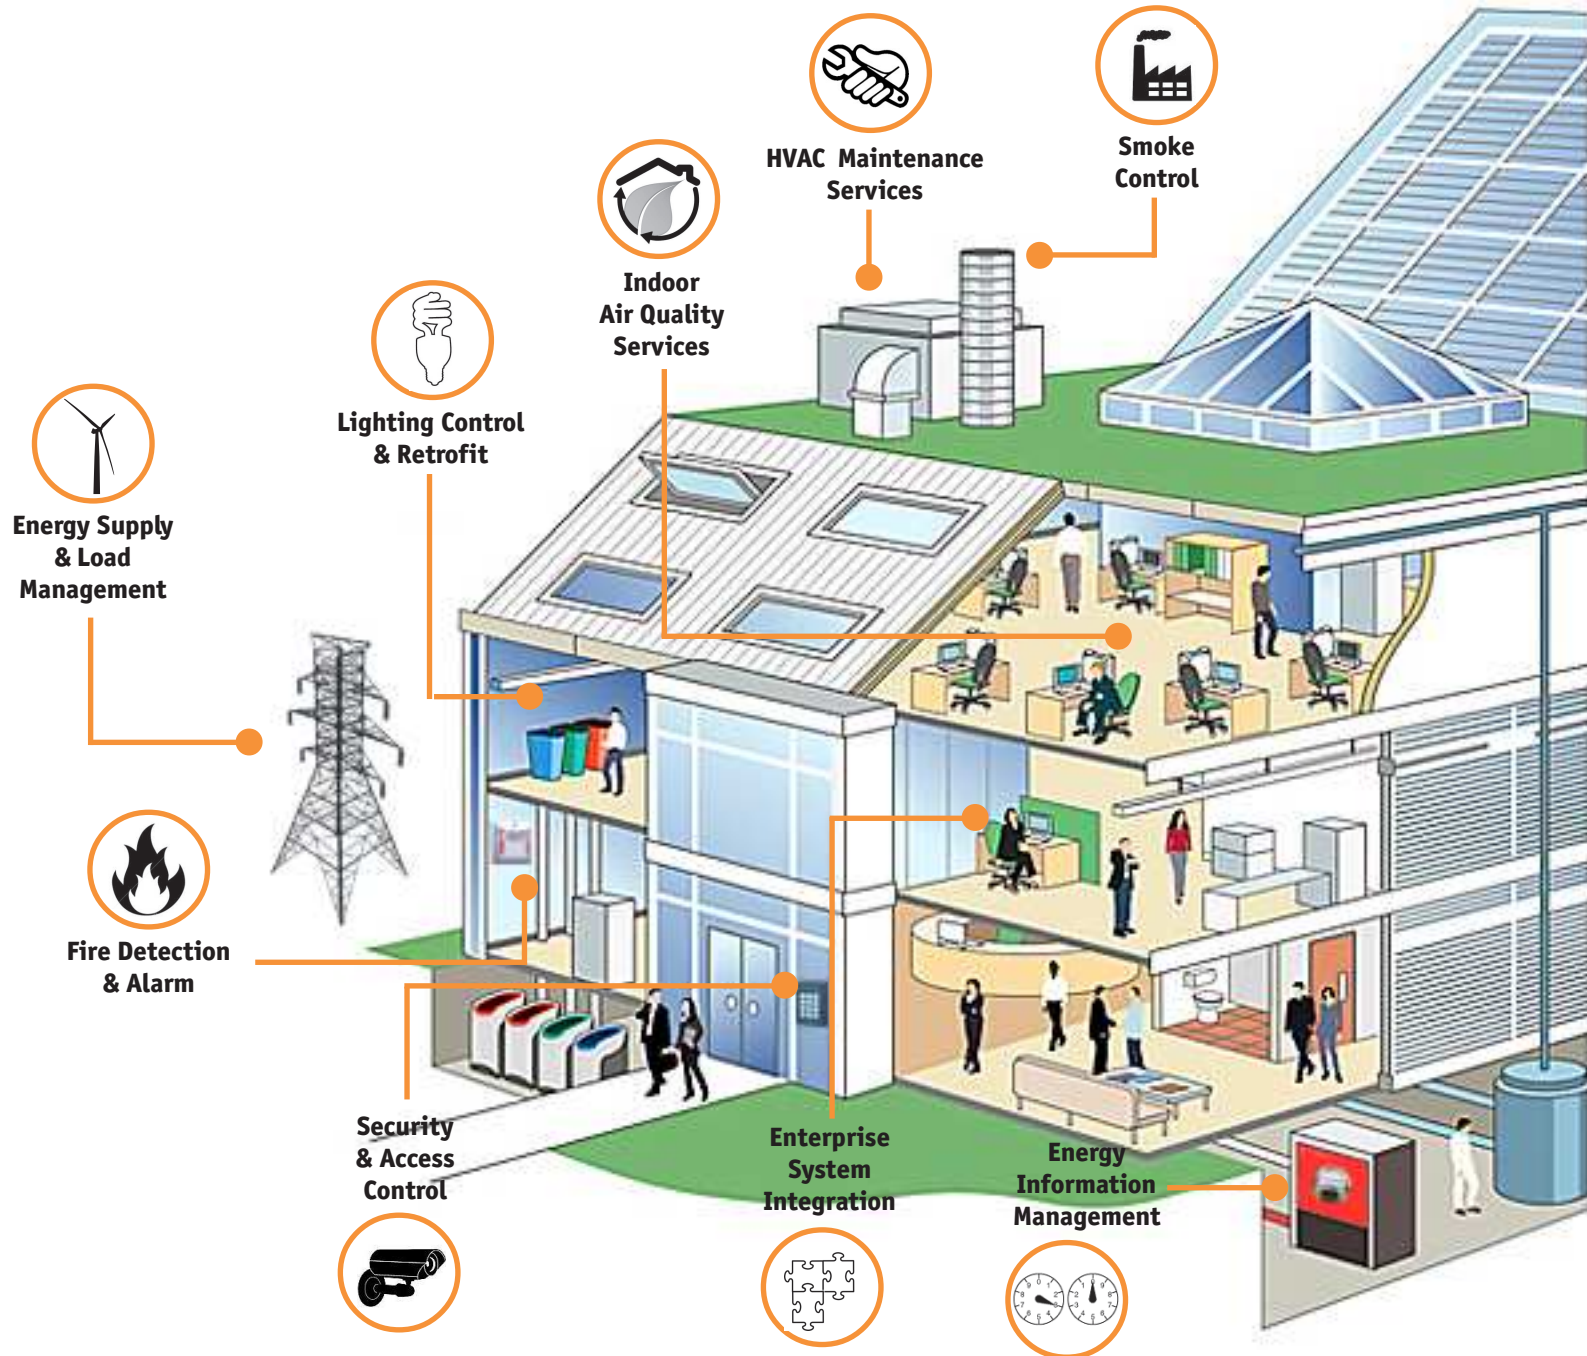 HVAC Maintenance
Services
Smoke
Control
Indoor
Air Quality
Services
Lighting Control
& Retrofit
Energy Supply
& Load
Management
Fire Detection
& Alarm
Security
& Access
Control
Enterprise
System
Integration
Energy
Information
Management